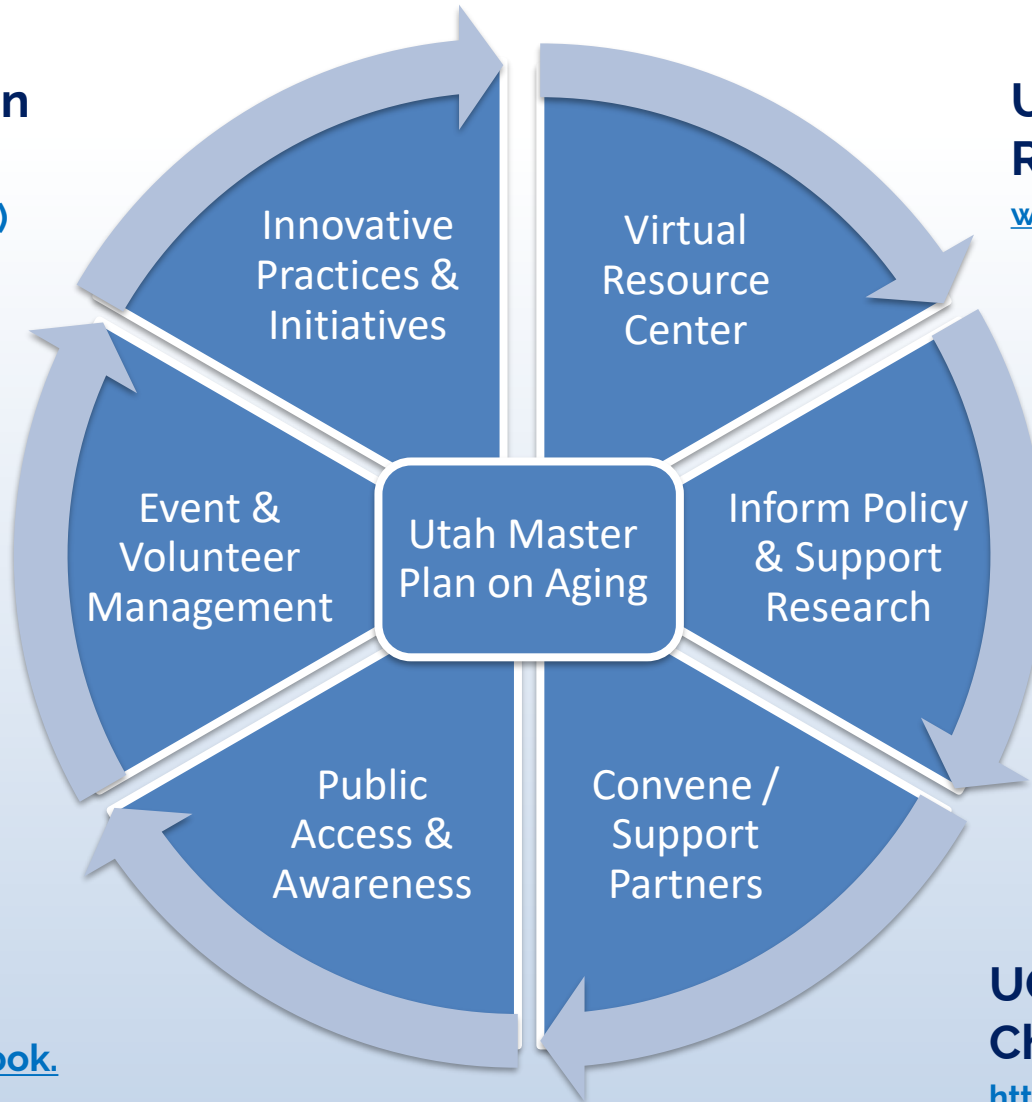 Innovative
Practices &
Initiatives
Virtual
Resource
Center
Event &
Volunteer
Management
Utah Master
Plan on Aging
Inform Policy
& Support
Research
Public
Access &
Awareness
Convene /
Support
Partners